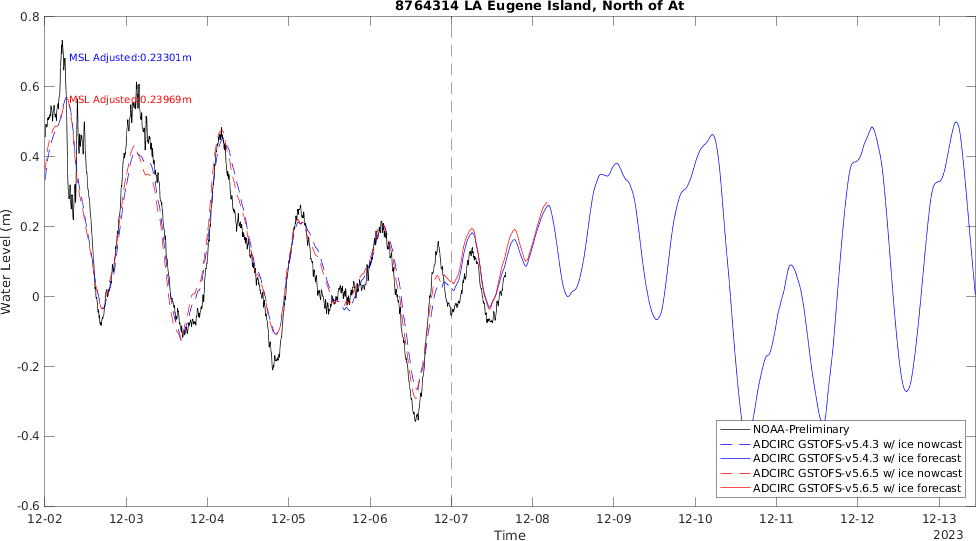 8764314 LA Eugene Island, North of At
0.8
0.6
0.4
0.2
0
-0.2
-0.4
-0.6
Water Level (m)
MSL Adjusted:0.23301m
MSL Adjusted:0.23969m
NOAA-Preliminary
ADCIRC GSTOFS-v5.4.3 w/ ice nowcast
ADCIRC GSTOFS-v5.4.3 w/ ice forecast
ADCIRC GSTOFS-v5.6.5 w/ ice nowcast
ADCIRC GSTOFS-v5.6.5 w/ ice forecast
12-02 12-03 12-04 12-05 12-06 12-07 12-08 12-09 12-10 12-11 12-12 12-13
2023
Time